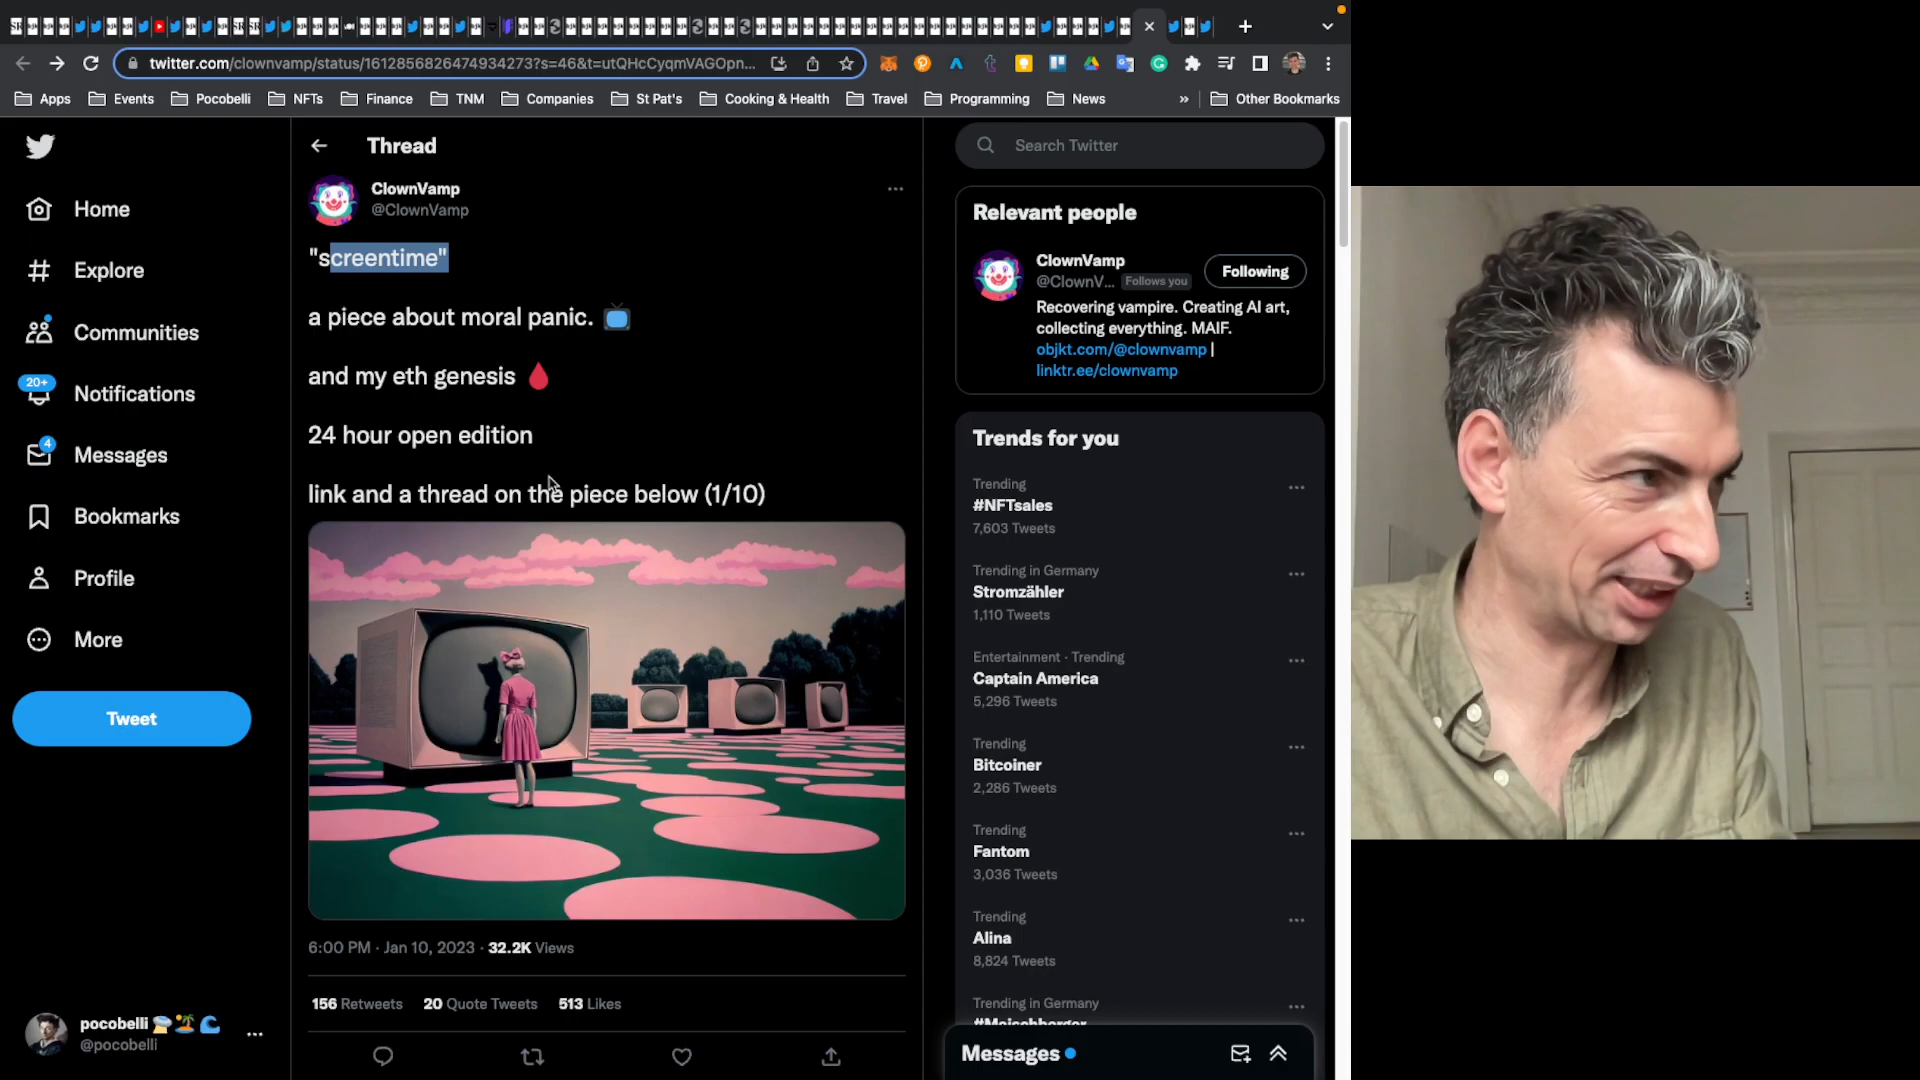 twitter.com/clownvamp/status/1612856826474934273?s=46&t=utQHcCyqmVAGOpn...
Apps
Events
Pocobelli
NFTs
Finance
TNM
Companies
St Pat's
Cooking & Health
Travel
Programming
News
»
Other Bookmarks
Home
Explore
Communities
20+
Notifications
4
Messages
Bookmarks
Profile
More
Tweet
pocobelli
@pocobelli
Thread
ClownVamp
@ClownVamp
"screentime"
a piece about moral panic.
and my eth genesis
24 hour open edition
link and a thread on the piece below (1/10)
6:00 PM · Jan 10, 2023 · 32.2K Views
156 Retweets 20 Quote Tweets 513 Likes
Search Twitter
Relevant people
ClownVamp
@ClownV... Follows you
Following
Recovering vampire. Creating AI art,
collecting everything. MAIF.
objkt.com/@clownvamp |
linktr.ee/clownvamp
Trends for you
Trending
#NFTsales
7,603 Tweets
Trending in Germany
Stromzähler
1,110 Tweets
Entertainment · Trending
Captain America
5,296 Tweets
Trending
Bitcoiner
2,286 Tweets
Trending
Fantom
3,036 Tweets
Trending
Alina
8,824 Tweets
Trending in Germany
#Maischberger
Messages